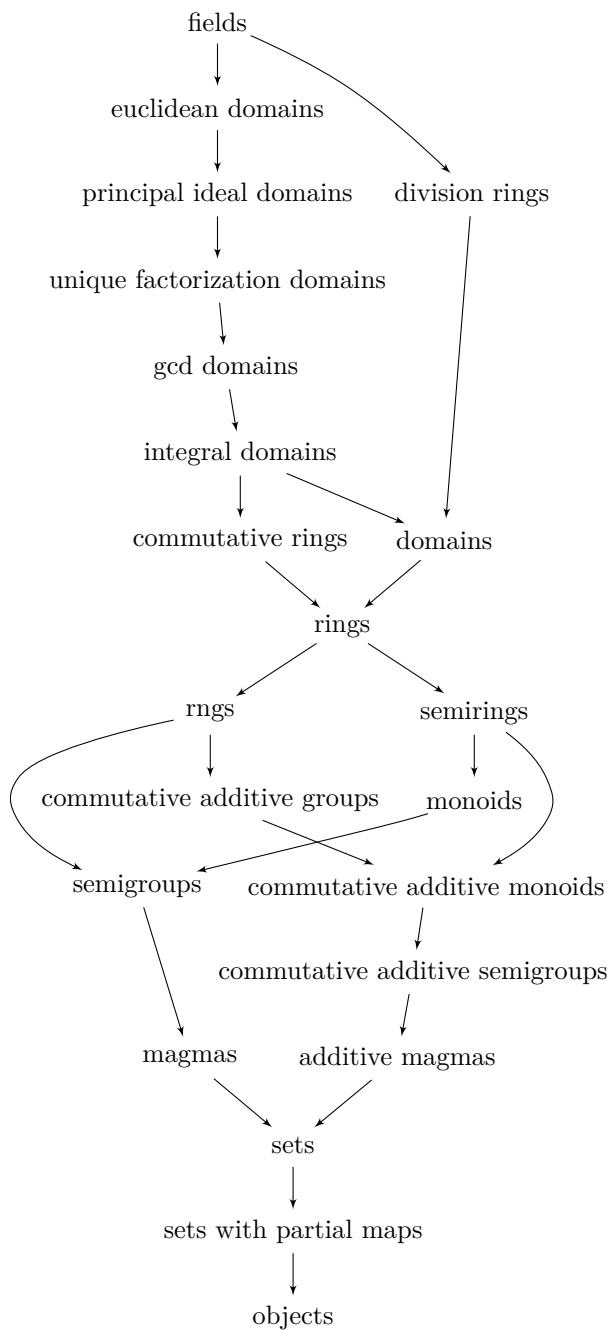 fields
euclidean domains
principal ideal domains
division rings
unique factorization domains
gcd domains
integral domains
commutative rings
domains
rings
rngs
semirings
commutative additive groups
monoids
semigroups
commutative additive monoids
commutative additive semigroups
magmas
additive magmas
sets
sets with partial maps
objects